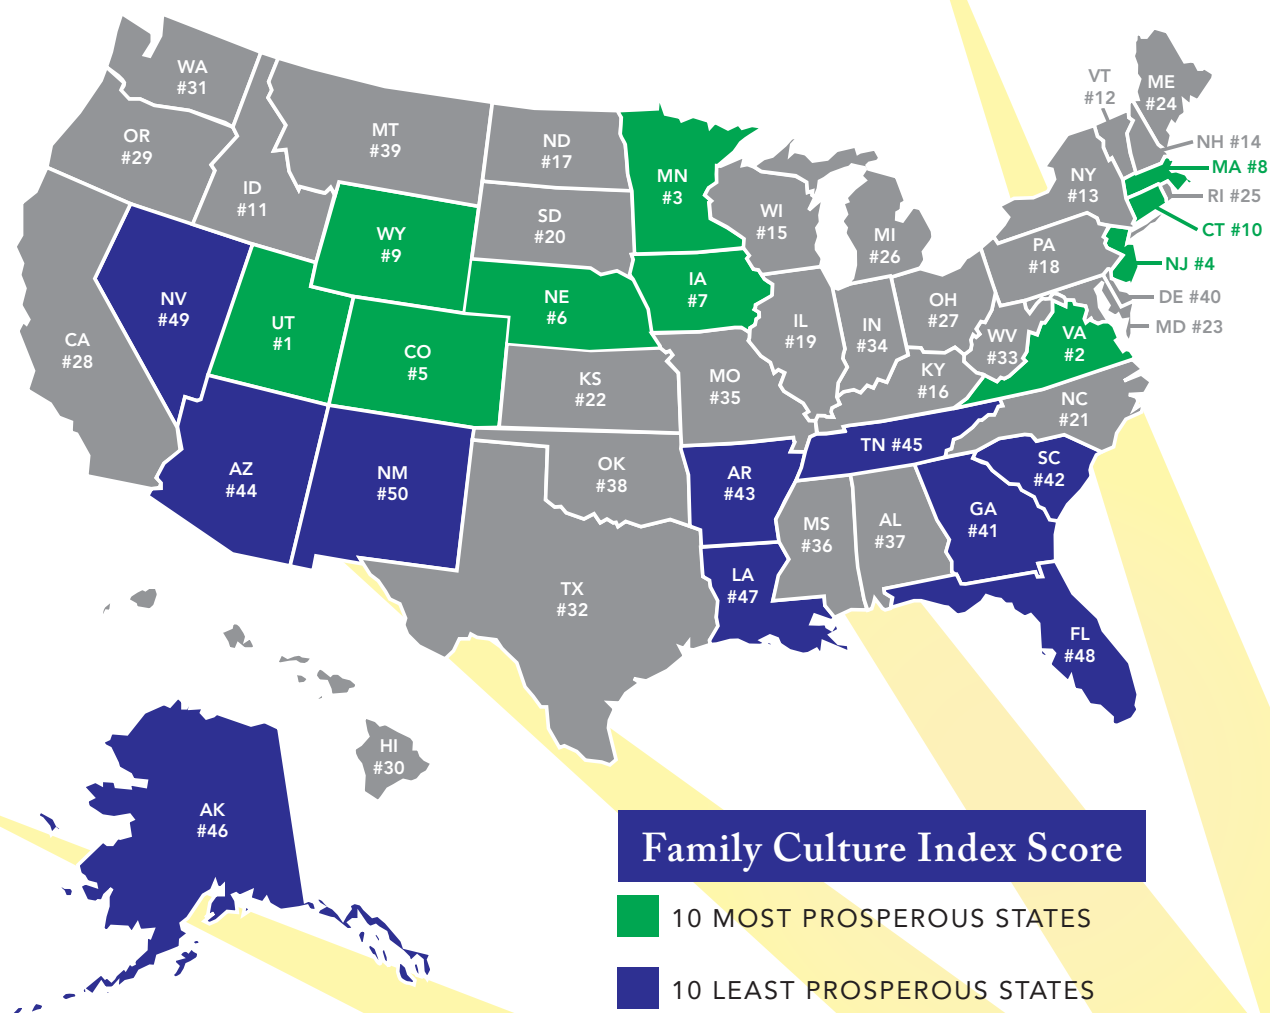 WA
#31
OR
#29
CA
#28
ID
#11
NV
#49
MT
#39
WY
#9
UT
#1
CO
#5
AZ
#44
NM
#50
ND
#17
SD
#20
NE
#6
KS
#22
OK
#38
TX
#32
MN
#3
IA
#7
MO
#35
AR
#43
LA
#47
WI
#15
IL
#19
MI
#26
IN
#34
OH
#27
KY
#16
TN #45
MS
#36
AL
#37
GA
#41
FL
#48
SC
#42
NC
#21
VA
#2
WV
#33
PA
#18
NY
#13
VT
#12
ME
#24
NH #14
MA #8
RI #25
CT #10
NJ #4
DE #40
MD #23
HI
#30
AK
#46
Family Culture Index Score
10 MOST PROSPEROUS STATES
10 LEAST PROSPEROUS STATES